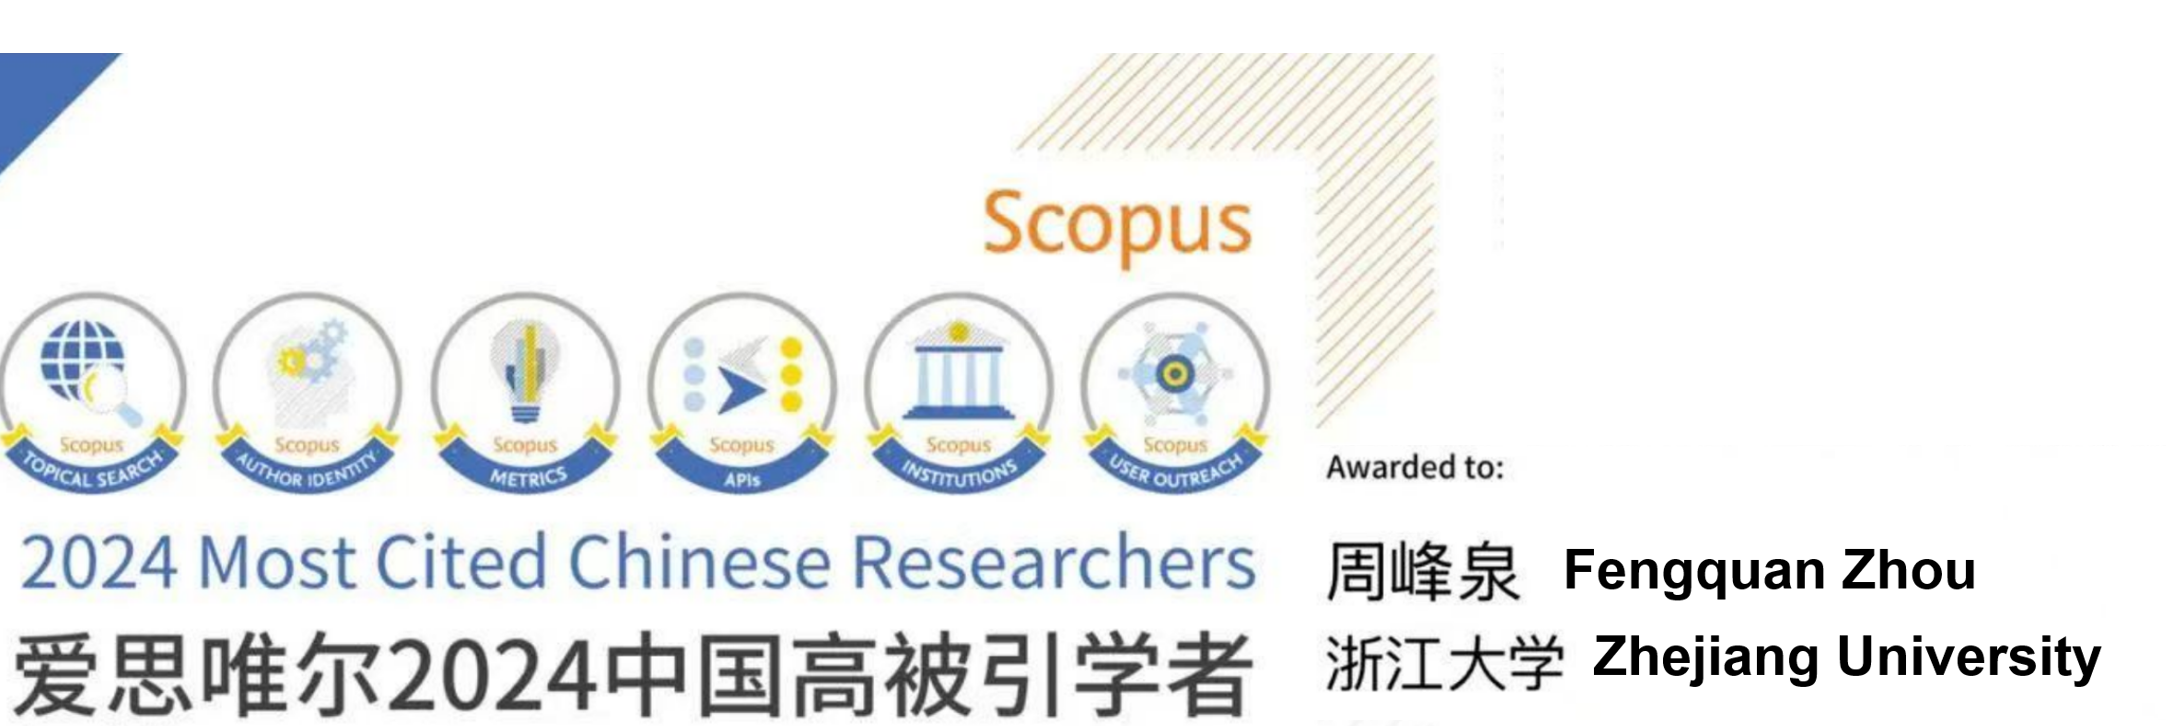 Scopus
Scopus
TOPICAL SEARCH
Scopus
AUTHOR IDENTITY
Scopus
METRICS
Scopus
APIs
Scopus
INSTITUTIONS
Scopus
USER OUTREACH
2024 Most Cited Chinese Researchers
爱思唯尔2024中国高被引学者
Awarded to:
周峰泉 Fengquan Zhou
浙江大学 Zhejiang University